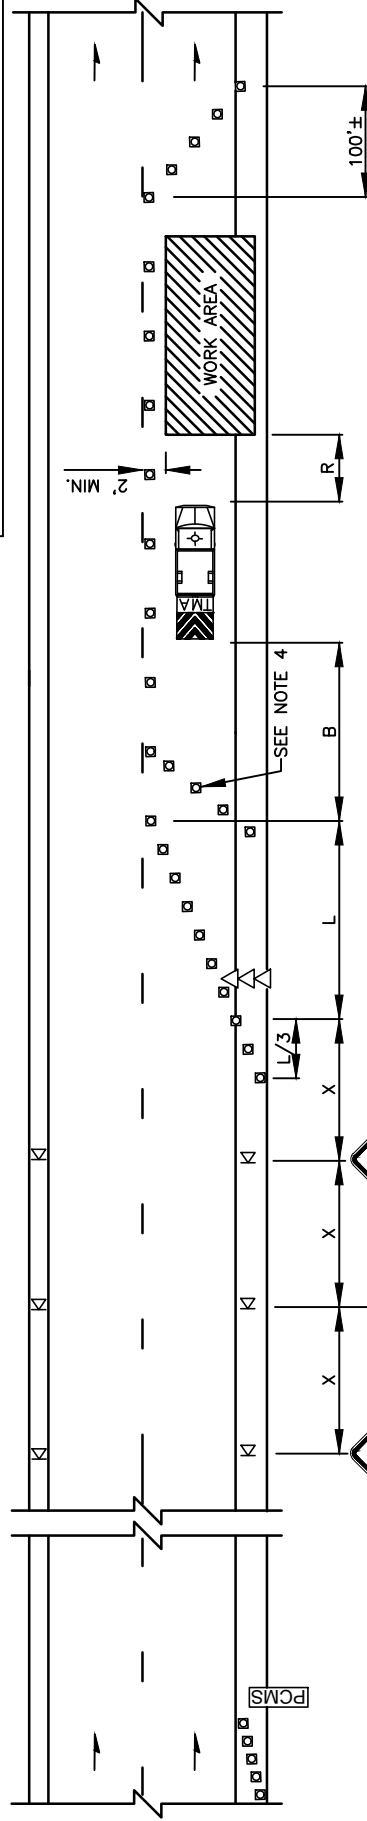 100'±
WORK AREA
R
2' MIN.
TMA
SEE NOTE 4
B
L
L/3
X
X
X
PCMS